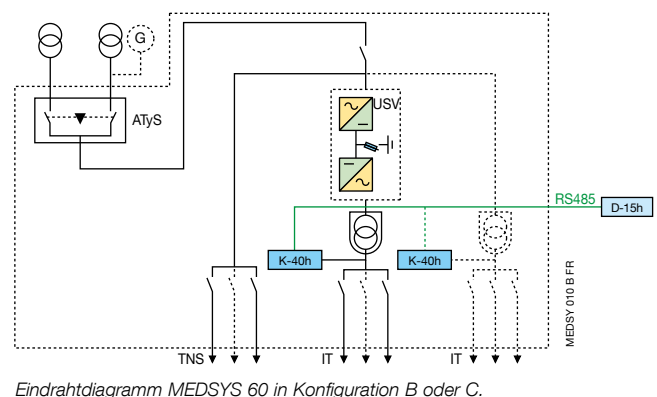 G
ATyS
USV
RS485
D-15h
K-40h
K-40h
MEDSY 010 B FR
TNS
IT
IT
Eindrahtdiagramm MEDSYS 60 in Konfiguration B oder C.